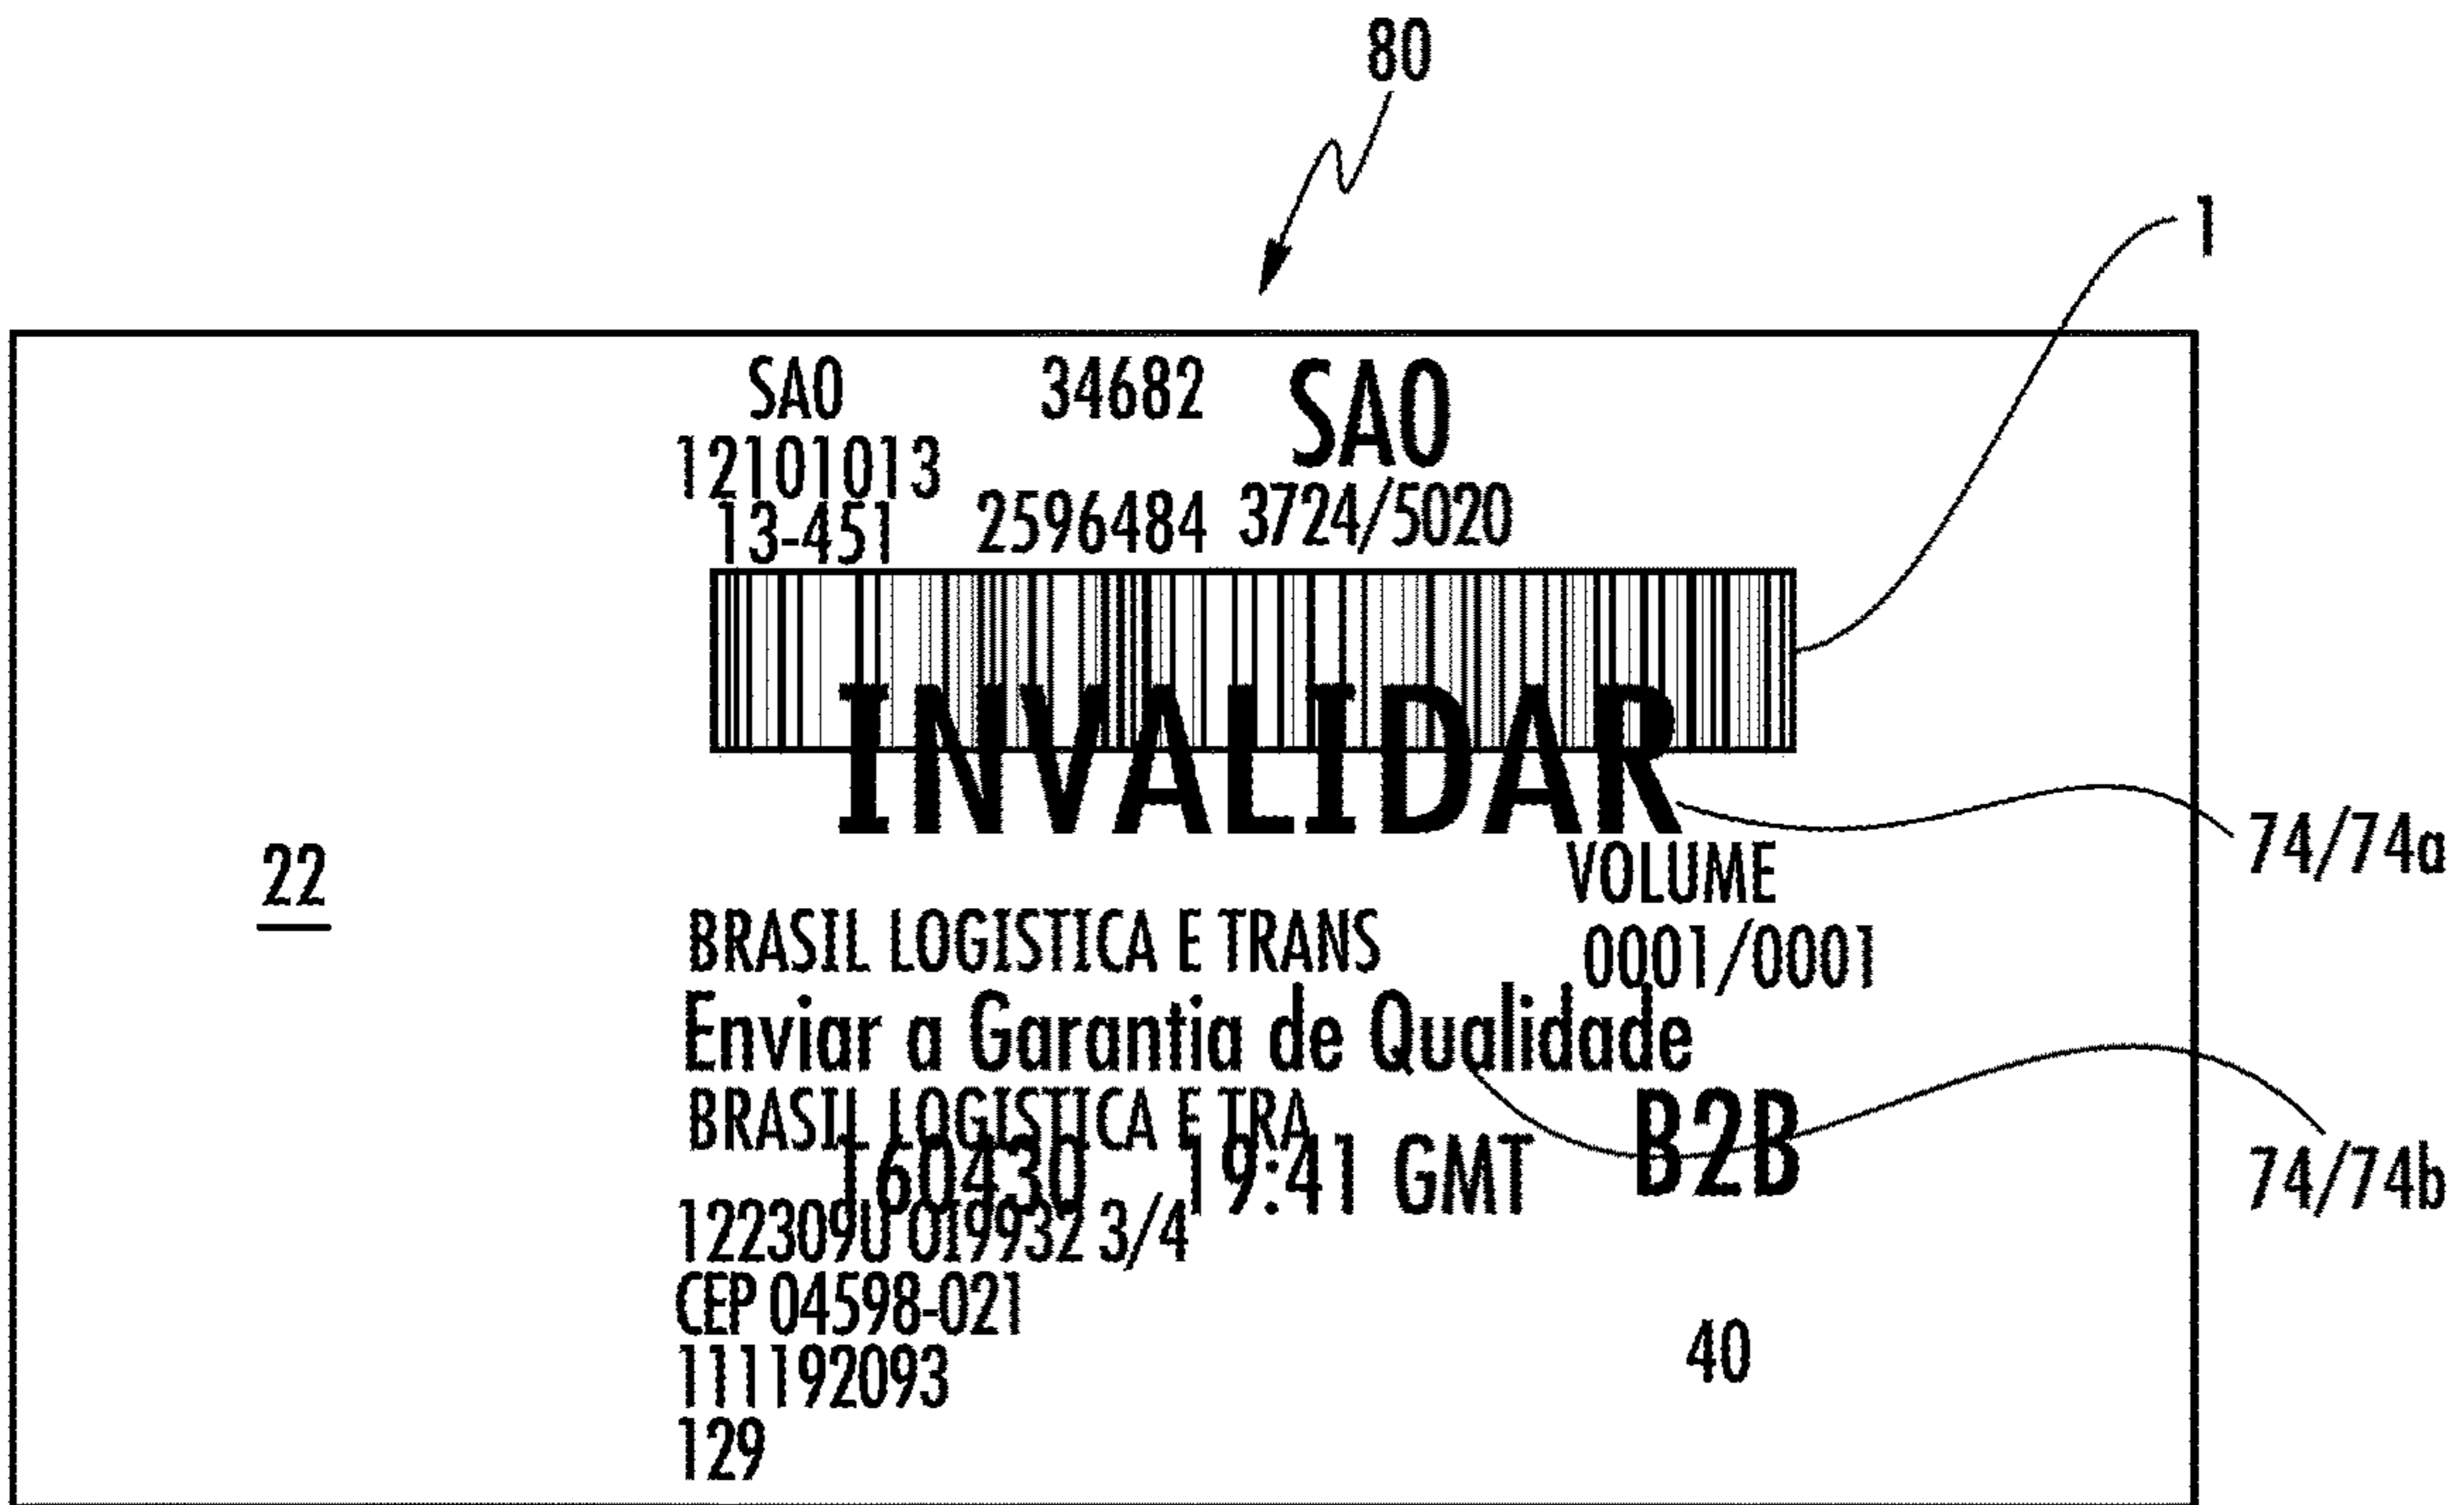 80
1
SAO 34682 SAO
12101013
13-451 2596484 3724/5020
INVALIDAR
74/74a
22
VOLUME
BRASIL LOGISTICA E TRANS
0001/0001
Enviar a Garantia de Qualidade
BRASIL LOGISTICA E TRA
B2B
160430 19:41 GMT
74/74b
122309U 019932 3/4
CEP 04598-021
40
111192093
129